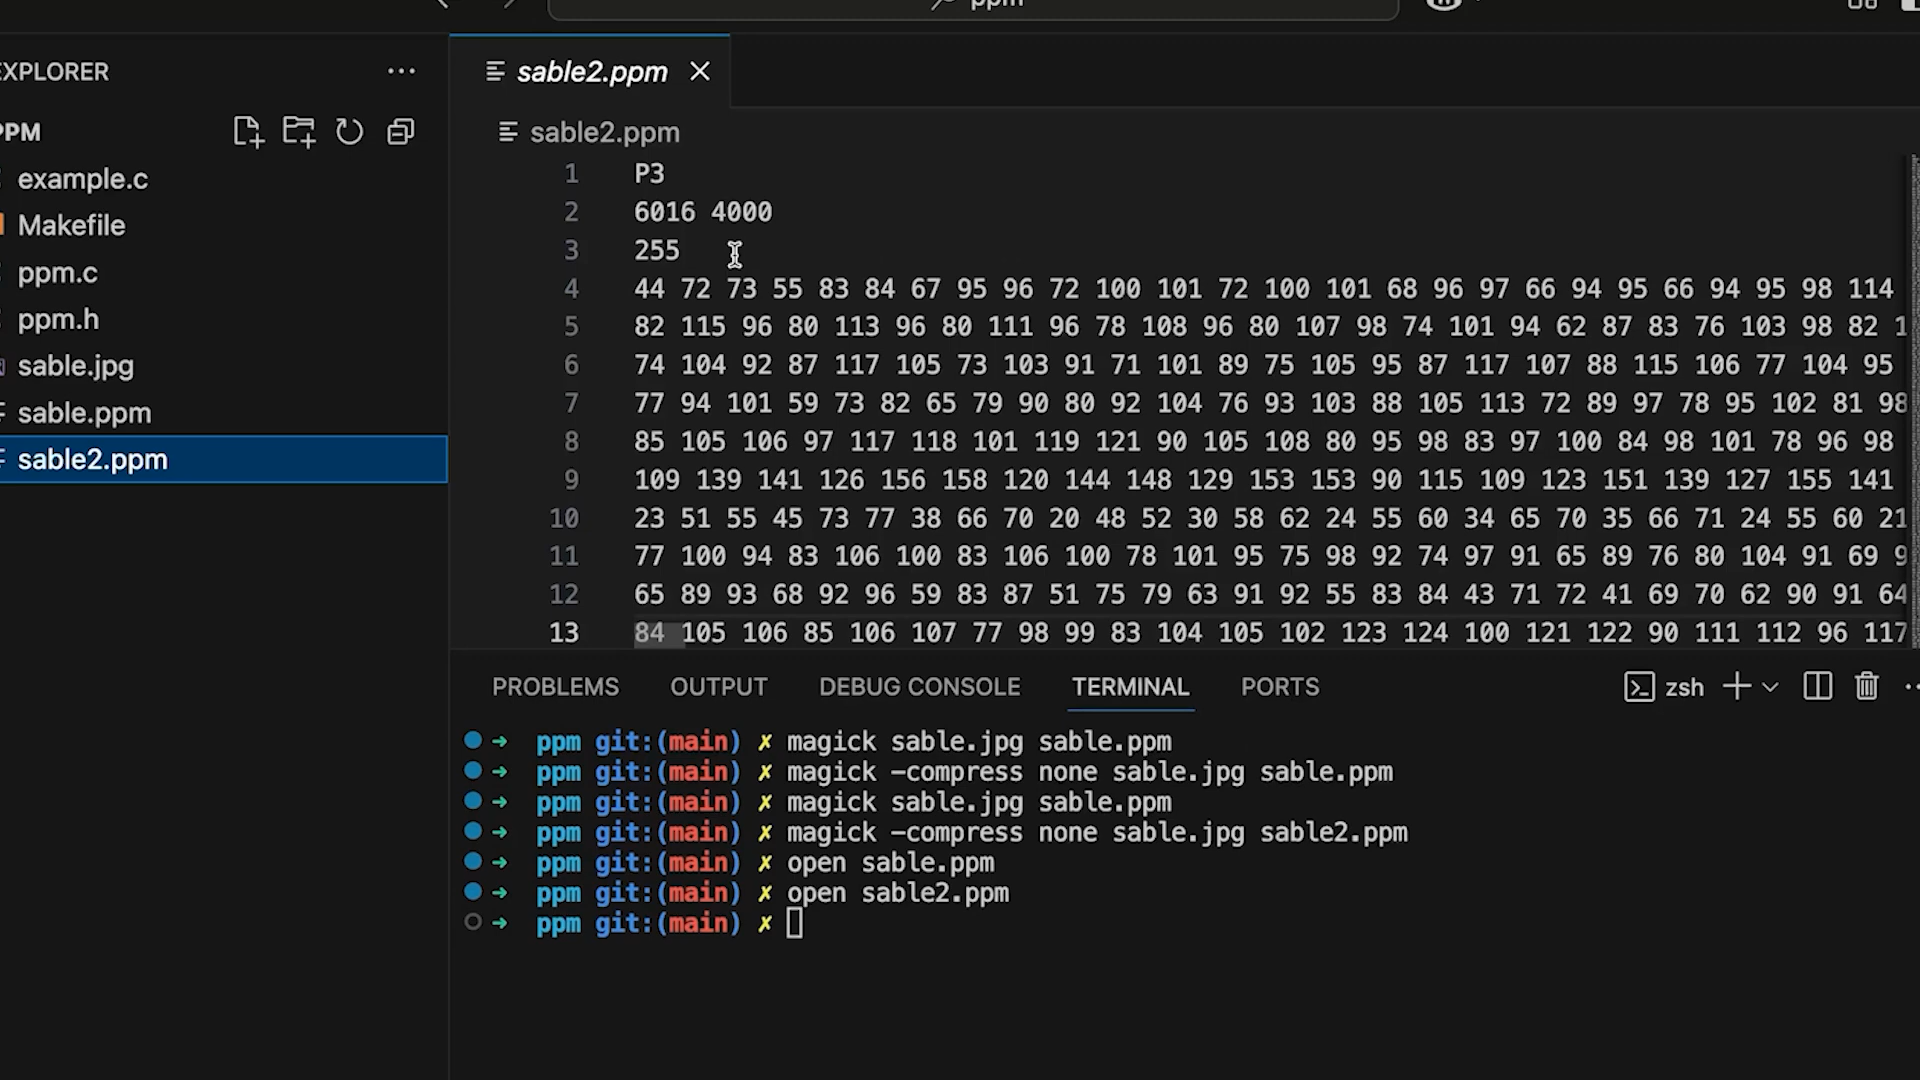 ppm
EXPLORER
PPM
example.c
Makefile
ppm.c
ppm.h
sable.jpg
sable.ppm
sable2.ppm
sable2.ppm
sable2.ppm
1 P3
2 6016 4000
3 255
4 44 72 73 55 83 84 67 95 96 72 100 101 72 100 101 68 96 97 66 94 95 66 94 95 98 114
5 82 115 96 80 113 96 80 111 96 78 108 96 80 107 98 74 101 94 62 87 83 76 103 98 82
6 74 104 92 87 117 105 73 103 91 71 101 89 75 105 95 87 117 107 88 115 106 77 104 95
7 77 94 101 59 73 82 65 79 90 80 92 104 76 93 103 88 105 113 72 89 97 78 95 102 81 98
8 85 105 106 97 117 118 101 119 121 90 105 108 80 95 98 83 97 100 84 98 101 78 96 98
9 109 139 141 126 156 158 120 144 148 129 153 153 90 115 109 123 151 139 127 155 141
10 23 51 55 45 73 77 38 66 70 20 48 52 30 58 62 24 55 60 34 65 70 35 66 71 24 55 60 21
11 77 100 94 83 106 100 83 106 100 78 101 95 75 98 92 74 97 91 65 89 76 80 104 91 69
12 65 89 93 68 92 96 59 83 87 51 75 79 63 91 92 55 83 84 43 71 72 41 69 70 62 90 91 64
13 84 105 106 85 106 107 77 98 99 83 104 105 102 123 124 100 121 122 90 111 112 96 117
PROBLEMS OUTPUT DEBUG CONSOLE TERMINAL PORTS zsh
ppm git:(main) ✗ magick sable.jpg sable.ppm
ppm git:(main) ✗ magick -compress none sable.jpg sable.ppm
ppm git:(main) ✗ magick sable.jpg sable.ppm
ppm git:(main) ✗ magick -compress none sable.jpg sable2.ppm
ppm git:(main) ✗ open sable.ppm
ppm git:(main) ✗ open sable2.ppm
ppm git:(main) ✗